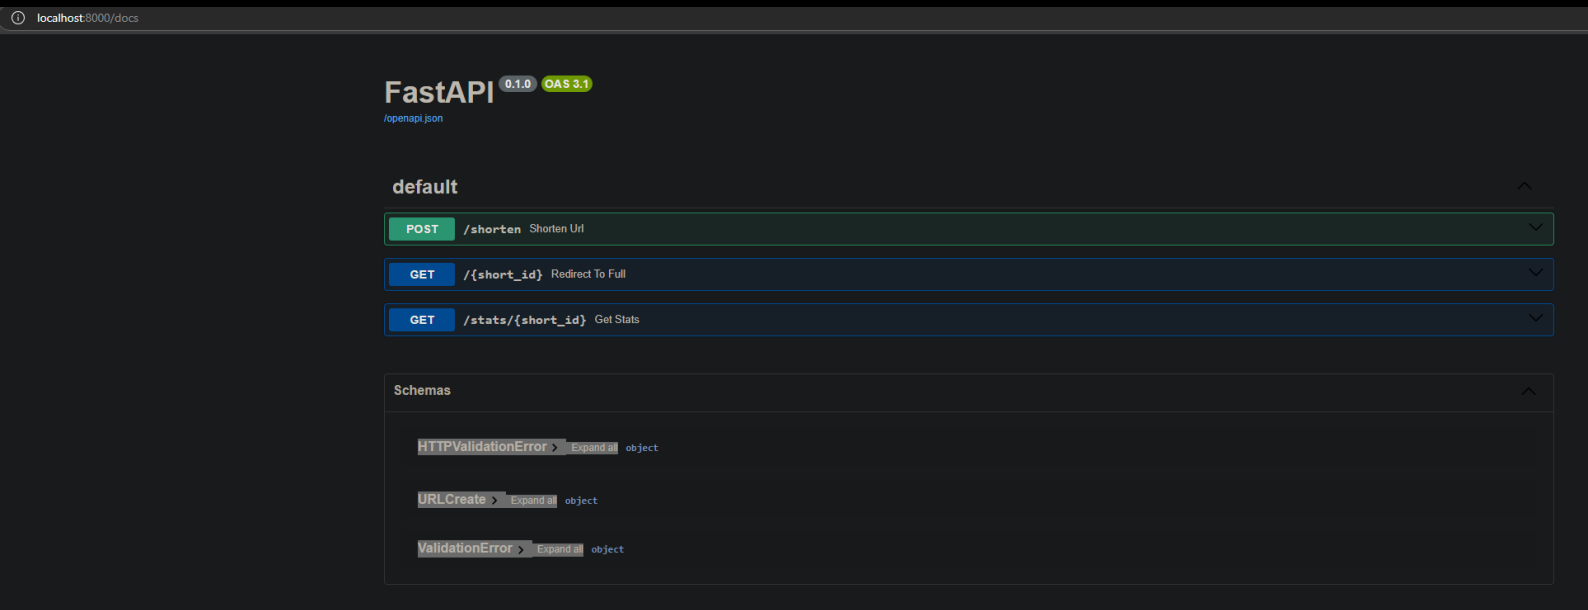 localhost:8000/docs
FastAPI 0.1.0 OAS 3.1
/openapi.json
default
POST /shorten Shorten Url
GET /{short_id} Redirect To Full
GET /stats/{short_id} Get Stats
Schemas
HTTPValidationError Expand all object
URLCreate Expand all object
ValidationError Expand all object